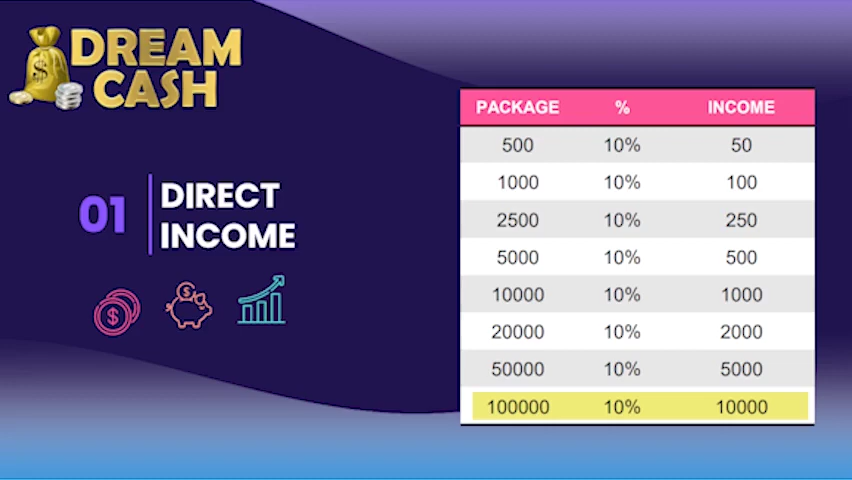 DREAM
CASH
01
DIRECT
INCOME
PACKAGE % INCOME
500 10% 50
1000 10% 100
2500 10% 250
5000 10% 500
10000 10% 1000
20000 10% 2000
50000 10% 5000
100000 10% 10000